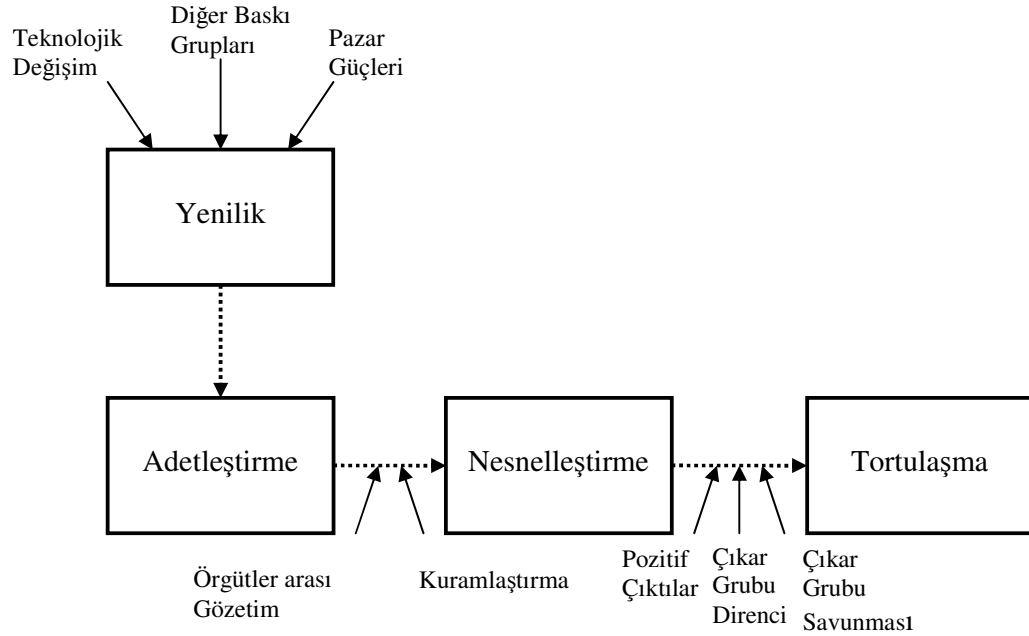 Teknolojik
Değişim
Diğer Baskı
Grupları
Pazar
Güçleri
Yenilik
Adetleştirme
Nesnelleştirme
Tortulaşma
Örgütler arası
Gözetim
Kuramlaştırma
Pozitif
Çıktılar
Çıkar
Grubu
Direnci
Çıkar
Grubu
Savunması